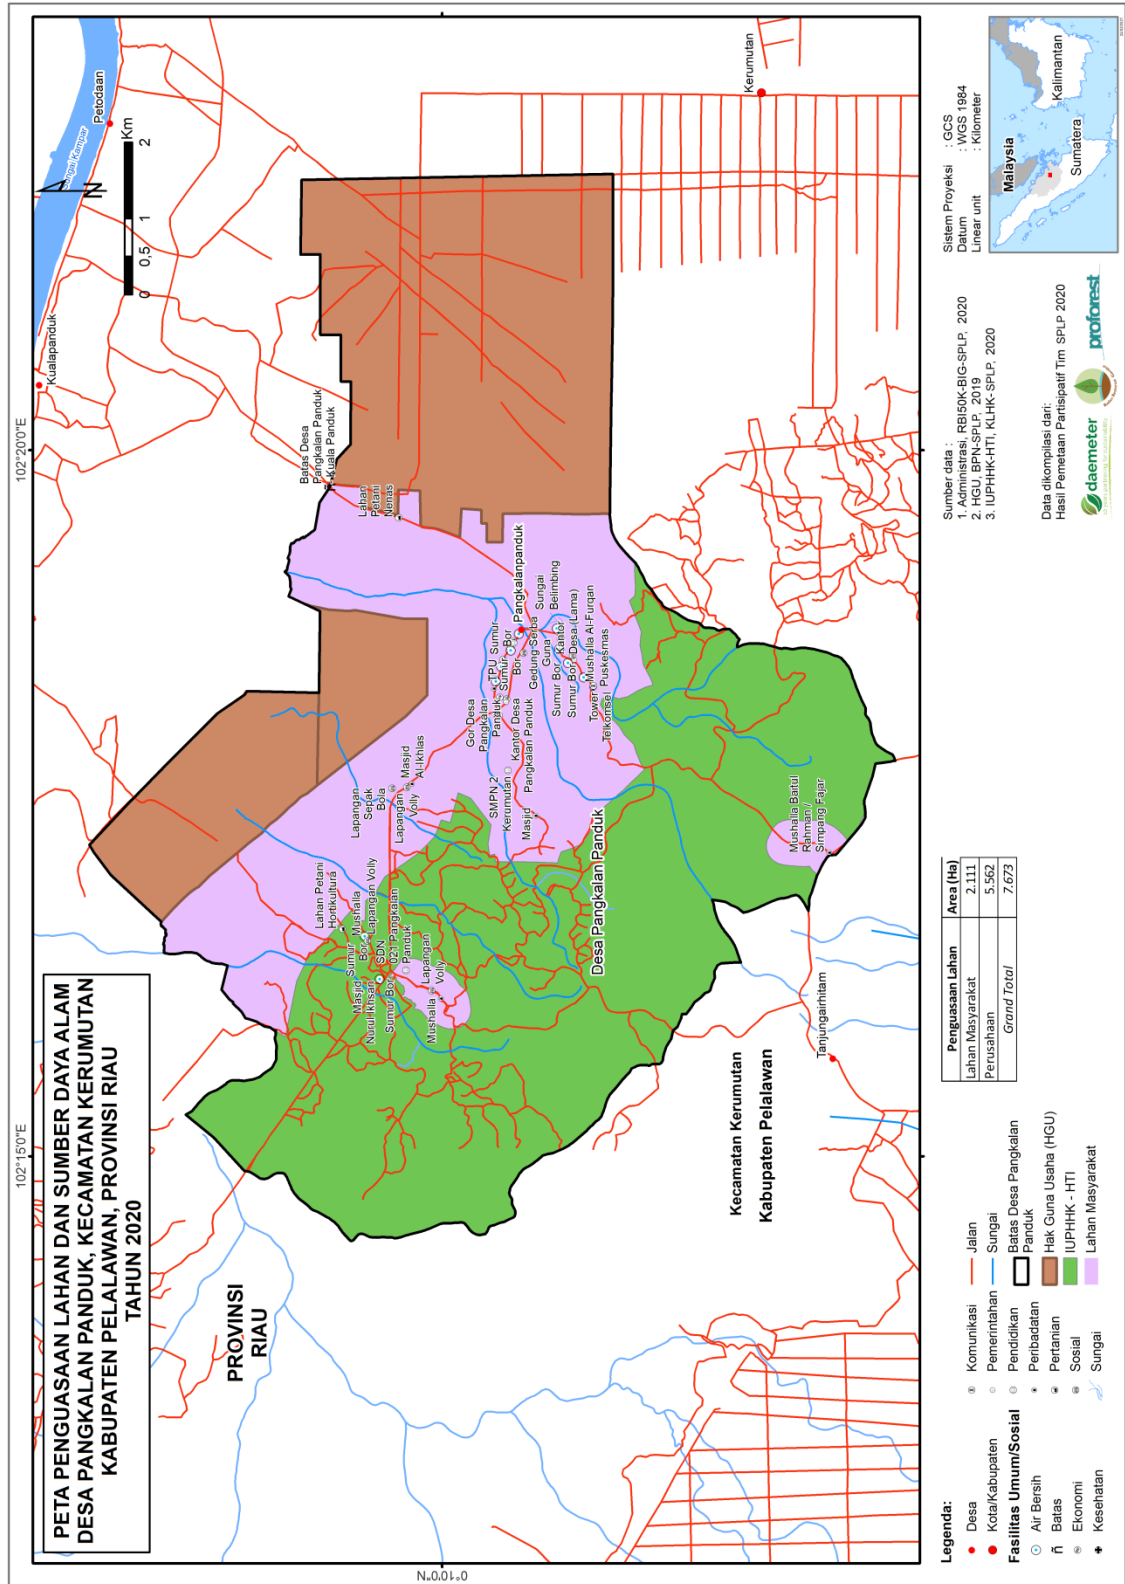 PETA PENGUASAAN LAHAN DAN SUMBER DAYA ALAM
DESA PANGKALAN PANDUK, KECAMATAN KERUMUTAN
KABUPATEN PELALAWAN, PROVINSI RIAU
TAHUN 2020
102°15'0"E
102°20'0"E
0°10'0"N
Sungai Kampar
Petodaan
Kualapanduk
Kerumutan
N
0
0,5
1
2
Km
PROVINSI
RIAU
Batas Desa
Pangkalan Panduk
- Kuala Panduk
Lahan
Petani
Nenas
Pangkalanpanduk
Sungai
Belimbing
TPU
Sumur
Bor
Sumur
Bor
Gedung Serba
Guna
Kantor
Desa (Lama)
Sumur Bor
Sumur Bor
Mushalla Al-Furqan
Puskesmas
Tower
Telkomsel
Gor Desa
Pangkalan
Panduk
Kantor Desa
Pangkalan Panduk
SMPN 2
Kerumutan
Masjid
Masjid
Al-Ikhlas
Lapangan
Sepak
Bola
Lapangan
Volly
Lahan Petani
Hortikultura
Mushalla
Lapangan Volly
Sumur
Bor
Masjid
Nurul Ikhsan
SDN
021 Pangkalan
Panduk
Sumur Bor
Lapangan
Volly
Mushalla
Desa Pangkalan Panduk
Mushalla Baitul
Rahman /
Simpang Fajar
Tanjungairhitam
Kecamatan Kerumutan
Kabupaten Pelalawan
Legenda:
Desa
Kota/Kabupaten
Fasilitas Umum/Sosial
Air Bersih
Batas
Ekonomi
Kesehatan
Komunikasi
Pemerintahan
Pendidikan
Peribadatan
Pertanian
Sosial
Sungai
Jalan
Sungai
Batas Desa Pangkalan
Panduk
Hak Guna Usaha (HGU)
IUPHHK - HTI
Lahan Masyarakat
Penguasaan Lahan Area (Ha)
Lahan Masyarakat 2.111
Perusahaan 5.562
Grand Total 7.673
Sumber data :
1. Administrasi, RBI50K-BIG-SPLP, 2020
2. HGU, BPN-SPLP, 2019
3. IUPHHK-HTI, KLHK-SPLP, 2020
Data dikompilasi dari:
Hasil Pemetaan Partisipatif Tim SPLP 2020
daemeter
proforest
Sistem Proyeksi : GCS
Datum : WGS 1984
Linear unit : Kilometer
Malaysia
Sumatera
Kalimantan